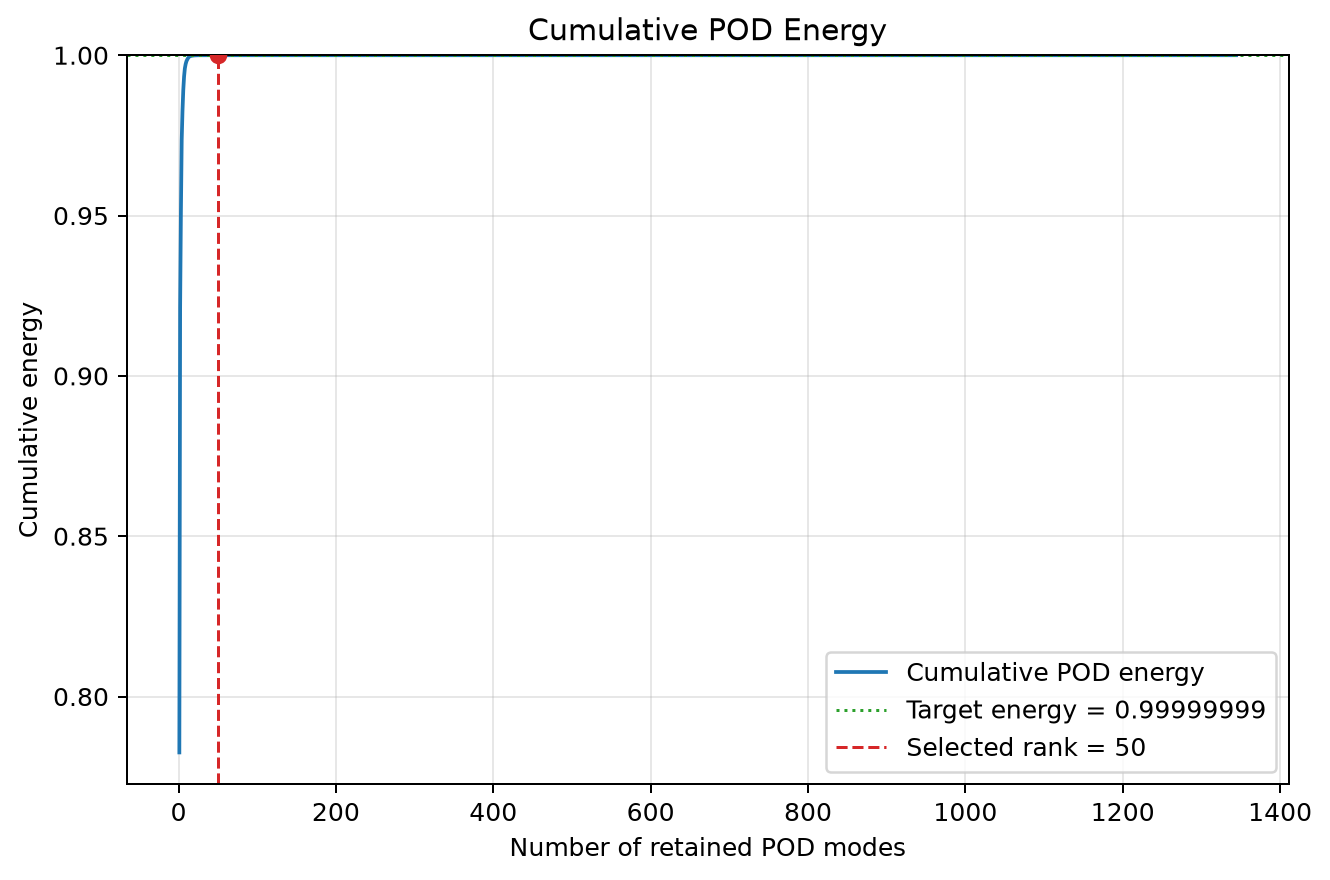 Cumulative POD Energy
1.00
0.95
0.90
0.85
0.80
Cumulative energy
Cumulative POD energy
Target energy = 0.99999999
Selected rank = 50
0 200 400 600 800 1000 1200 1400
Number of retained POD modes